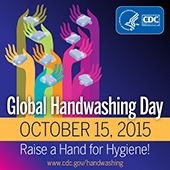 CDC
Global Handwashing Day
OCTOBER 15, 2015
Raise a Hand for Hygiene!
www.cdc.gov/handwashing